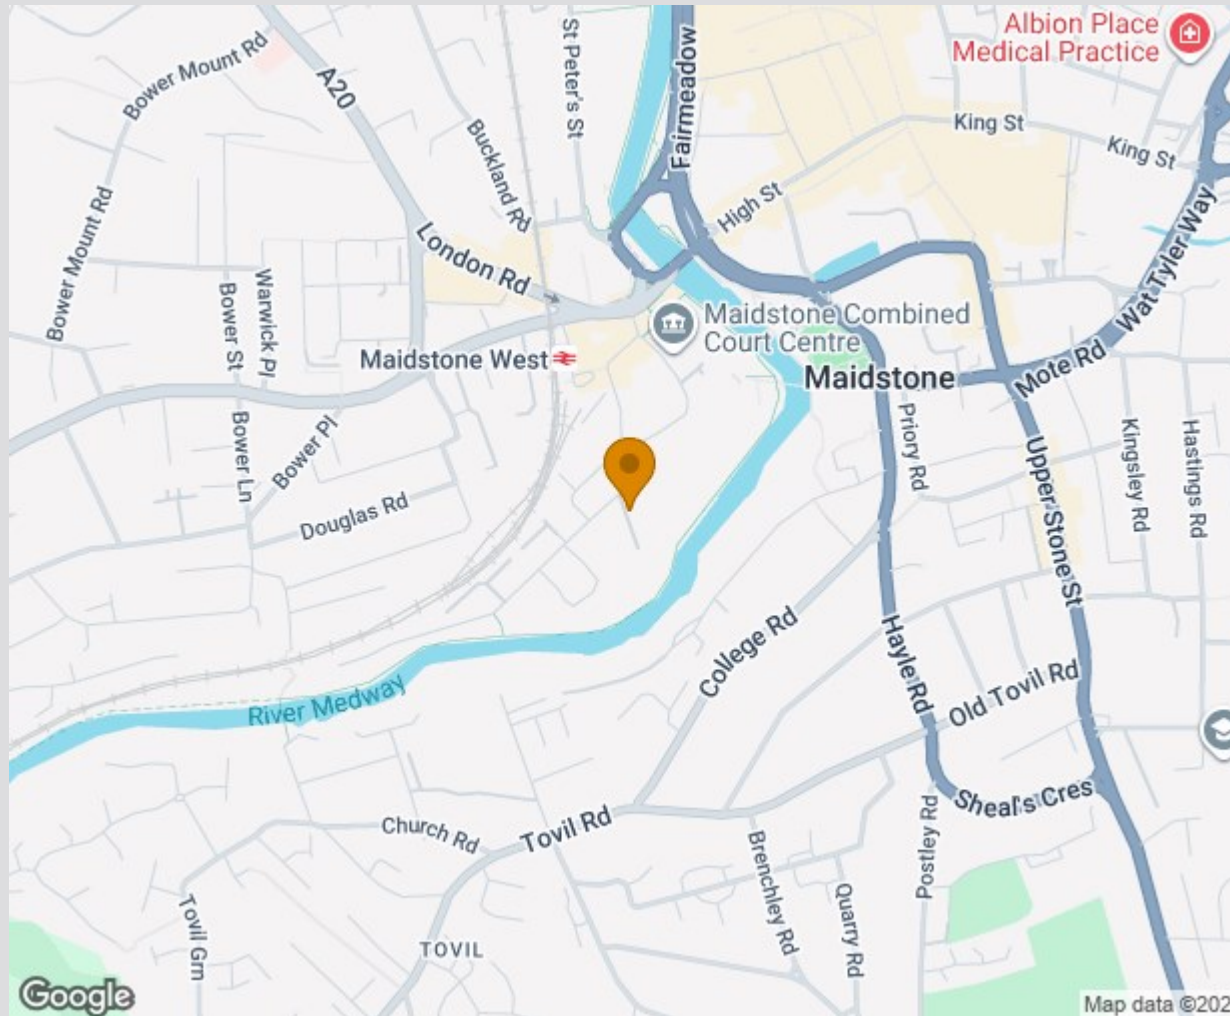 Albion Place
Medical Practice
Bower Mount Rd
A20
St Peter's St
Fairmeadow
King St
King St
Buckland Rd
High St
Bower Mount Rd
London Rd
Wat Tyler Way
Warwick Pl
Bower St
Maidstone Combined
Court Centre
Maidstone West
Maidstone
Mote Rd
Bower Ln
Bower Pl
Priory Rd
Kingsley Rd
Hastings Rd
Upper Stone St
Douglas Rd
College Rd
Hayle Rd
Old Tovil Rd
River Medway
Sheal's Cres
Church Rd
Tovil Rd
Postley Rd
Brenchley Rd
Quarry Rd
Tovil Grn
TOVIL
Google
Map data ©202